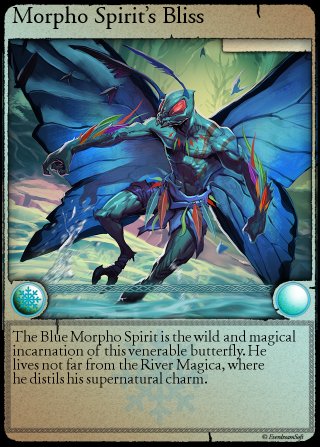 Morpho Spirit's Bliss
The Blue Morpho Spirit is the wild and magical
incarnation of this venerable butterfly. He
lives not far from the River Magica, where
he distils his supernatural charm.
© EverdreamSoft